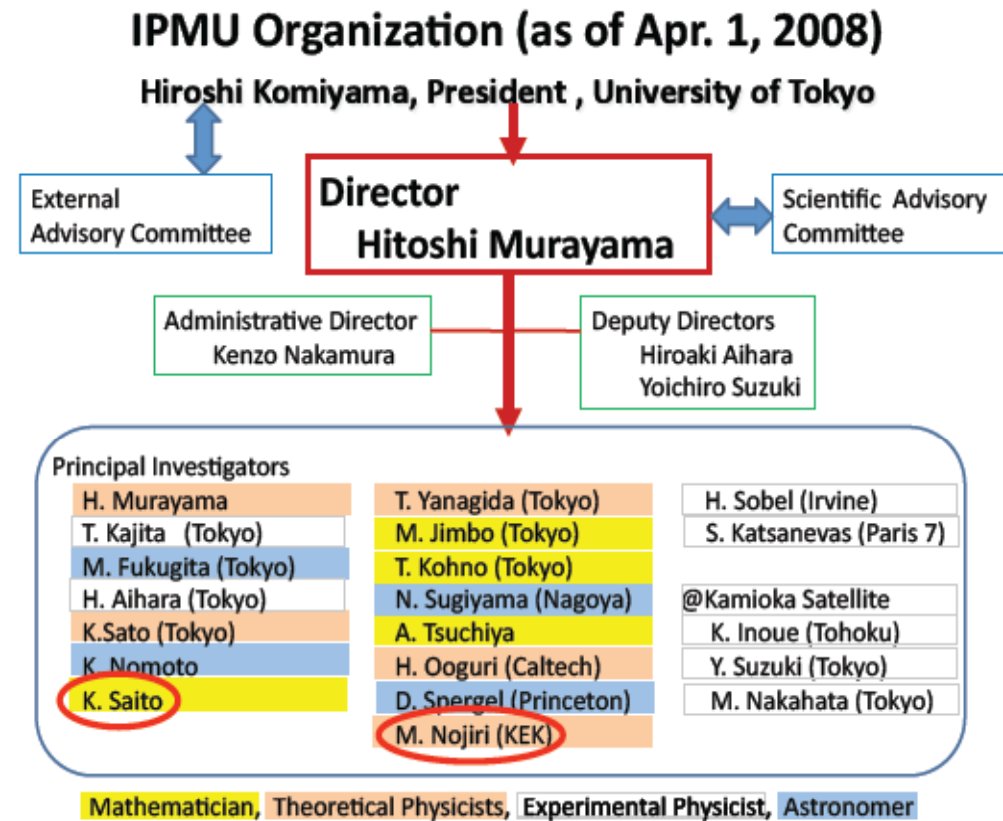 IPMU Organization (as of Apr. 1, 2008)
Hiroshi Komiyama, President , University of Tokyo
External
Advisory Committee
Director
Hitoshi Murayama
Scientific Advisory
Committee
Administrative Director
Kenzo Nakamura
Deputy Directors
Hiroaki Aihara
Yoichiro Suzuki
Principal Investigators
H. Murayama
T. Kajita (Tokyo)
M. Fukugita (Tokyo)
H. Aihara (Tokyo)
K.Sato (Tokyo)
K. Nomoto
K. Saito
T. Yanagida (Tokyo)
M. Jimbo (Tokyo)
T. Kohno (Tokyo)
N. Sugiyama (Nagoya)
A. Tsuchiya
H. Ooguri (Caltech)
D. Spergel (Princeton)
M. Nojiri (KEK)
H. Sobel (Irvine)
S. Katsanevas (Paris 7)
@Kamioka Satellite
K. Inoue (Tohoku)
Y. Suzuki (Tokyo)
M. Nakahata (Tokyo)
Mathematician, Theoretical Physicists, Experimental Physicist, Astronomer